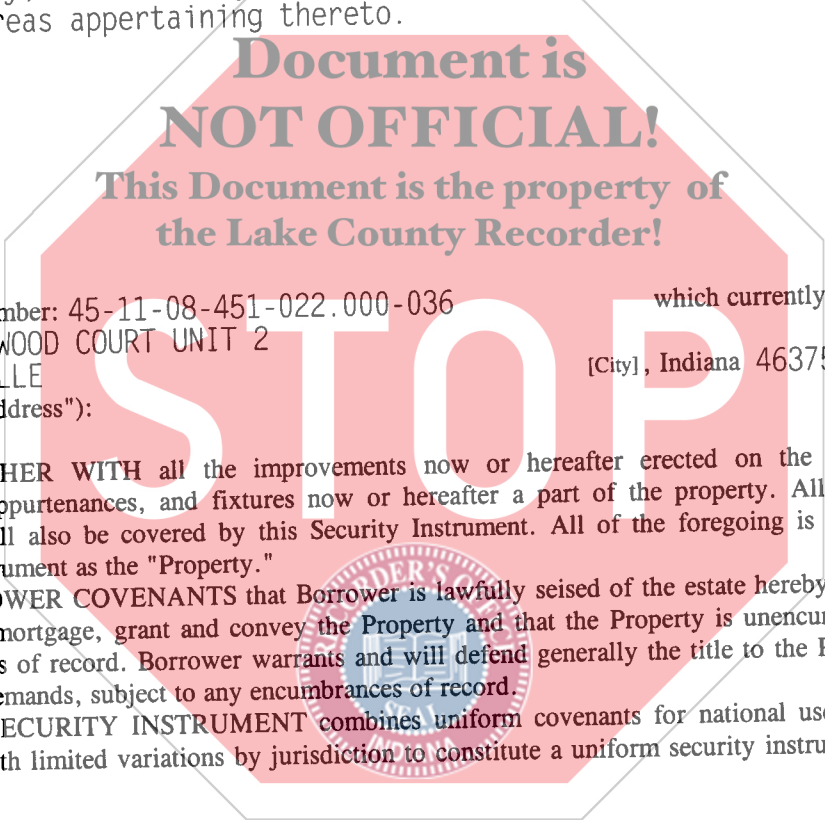 reas appertaining thereto.
Document is
NOT OFFICIAL!
This Document is the property of
the Lake County Recorder!
mber: 45-11-08-451-022.000-036 which currently
WOOD COURT UNIT 2
LLE [City], Indiana 46375
ddress"):
STOP
HER WITH all the improvements now or hereafter erected on the
ppurtenances, and fixtures now or hereafter a part of the property. All
ll also be covered by this Security Instrument. All of the foregoing is
ument as the "Property."
OWER COVENANTS that Borrower is lawfully seised of the estate hereby
mortgage, grant and convey the Property and that the Property is unencu
s of record. Borrower warrants and will defend generally the title to the P
emands, subject to any encumbrances of record.
ECURITY INSTRUMENT combines uniform covenants for national use
th limited variations by jurisdiction to constitute a uniform security instru
RECORDER'S OFFICE
SEAL
INDIANA